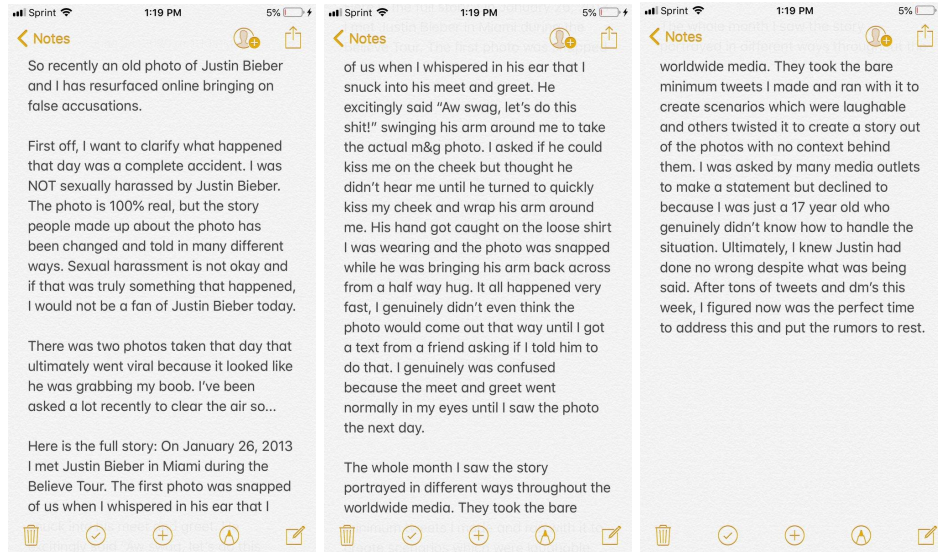 Sprint 1:19 PM 5%
Notes
So recently an old photo of Justin Bieber
and I has resurfaced online bringing on
false accusations.
First off, I want to clarify what happened
that day was a complete accident. I was
NOT sexually harassed by Justin Bieber.
The photo is 100% real, but the story
people made up about the photo has
been changed and told in many different
ways. Sexual harassment is not okay and
if that was truly something that happened,
I would not be a fan of Justin Bieber today.
There was two photos taken that day that
ultimately went viral because it looked like
he was grabbing my boob. I've been
asked a lot recently to clear the air so...
Here is the full story: On January 26, 2013
I met Justin Bieber in Miami during the
Believe Tour. The first photo was snapped
of us when I whispered in his ear that I
Sprint 1:19 PM 5%
Notes
of us when I whispered in his ear that I
snuck into his meet and greet. He
excitingly said “Aw swag, let's do this
shit!” swinging his arm around me to take
the actual m&g photo. I asked if he could
kiss me on the cheek but thought he
didn't hear me until he turned to quickly
kiss my cheek and wrap his arm around
me. His hand got caught on the loose shirt
I was wearing and the photo was snapped
while he was bringing his arm back across
from a half way hug. It all happened very
fast, I genuinely didn't even think the
photo would come out that way until I got
a text from a friend asking if I told him to
do that. I genuinely was confused
because the meet and greet went
normally in my eyes until I saw the photo
the next day.
The whole month I saw the story
portrayed in different ways throughout the
worldwide media. They took the bare
Sprint 1:19 PM 5%
Notes
worldwide media. They took the bare
minimum tweets I made and ran with it to
create scenarios which were laughable
and others twisted it to create a story out
of the photos with no context behind
them. I was asked by many media outlets
to make a statement but declined to
because I was just a 17 year old who
genuinely didn't know how to handle the
situation. Ultimately, I knew Justin had
done no wrong despite what was being
said. After tons of tweets and dm's this
week, I figured now was the perfect time
to address this and put the rumors to rest.